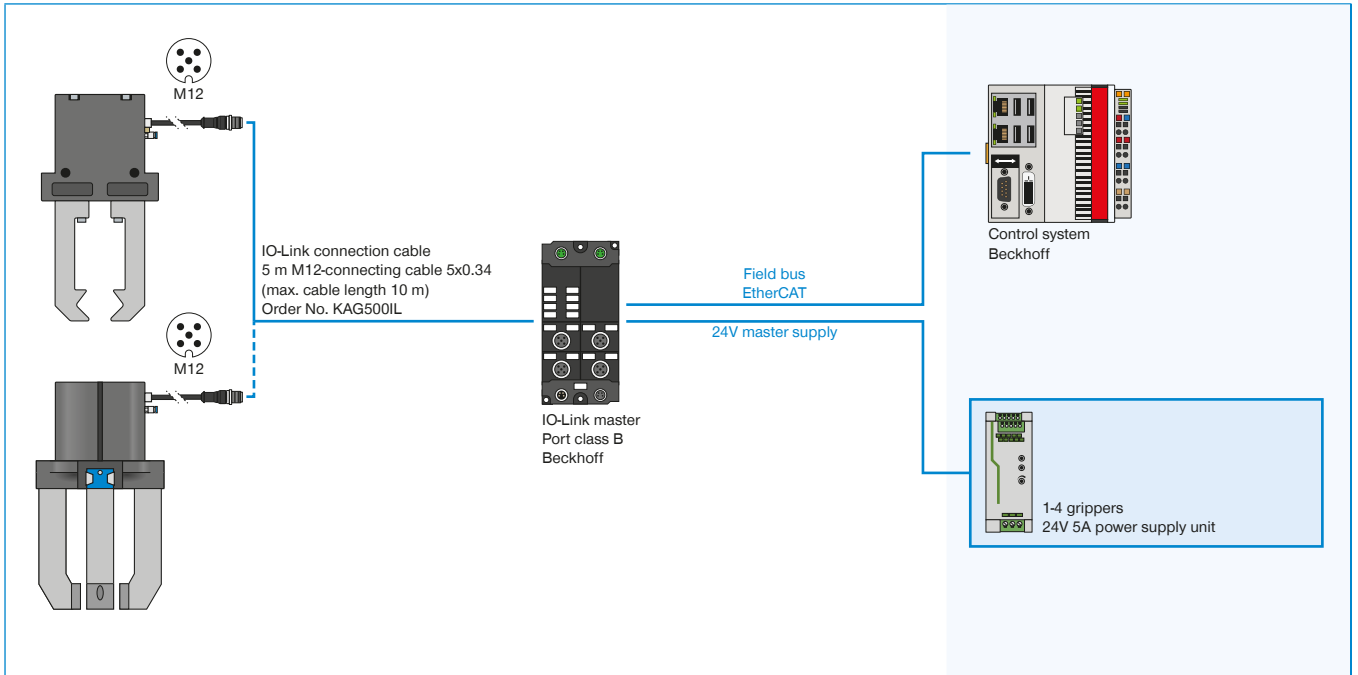 M12
IO-Link connection cable
5 m M12-connecting cable 5x0.34
(max. cable length 10 m)
Order No. KAG500IL
M12
IO-Link master
Port class B
Beckhoff
Field bus
EtherCAT
24V master supply
Control system
Beckhoff
1-4 grippers
24V 5A power supply unit